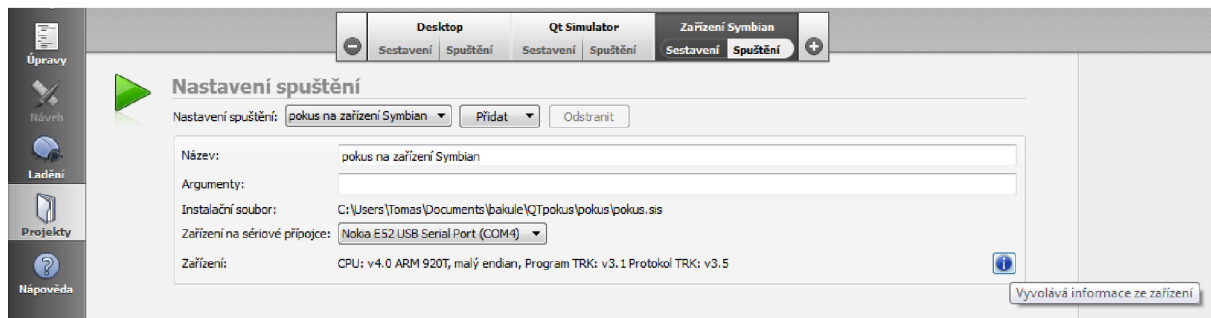 Úpravy
Návrh
Ladění
Projekty
Nápověda
Desktop
Sestavení Spuštění
Qt Simulator
Sestavení Spuštění
Zařízení Symbian
Sestavení Spuštění
Nastavení spuštění
Nastavení spuštění: pokus na zařízení Symbian Přidat Odstranit
Název: pokus na zařízení Symbian
Argumenty:
Instalační soubor: C:\Users\Tomas\Documents\bakule\QTpokus\pokus\pokus.sis
Zařízení na sériové přípojce: Nokia E52 USB Serial Port (COM4)
Zařízení: CPU: v4.0 ARM 920T, malý endian, Program TRK: v3.1 Protokol TRK: v3.5
Vyvolává informace ze zařízení